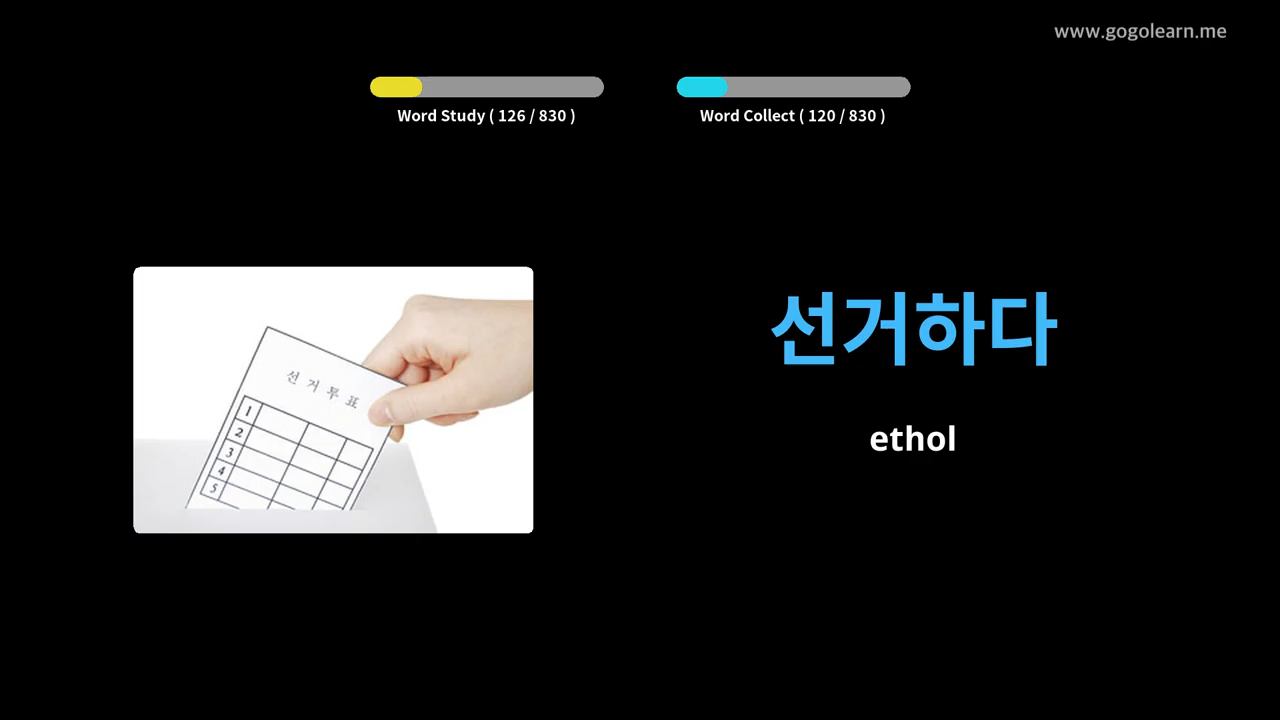 www.gogolearn.me
Word Study ( 126 / 830 )
Word Collect ( 120 / 830 )
선거투표
1
2
3
4
5
선거하다
ethol